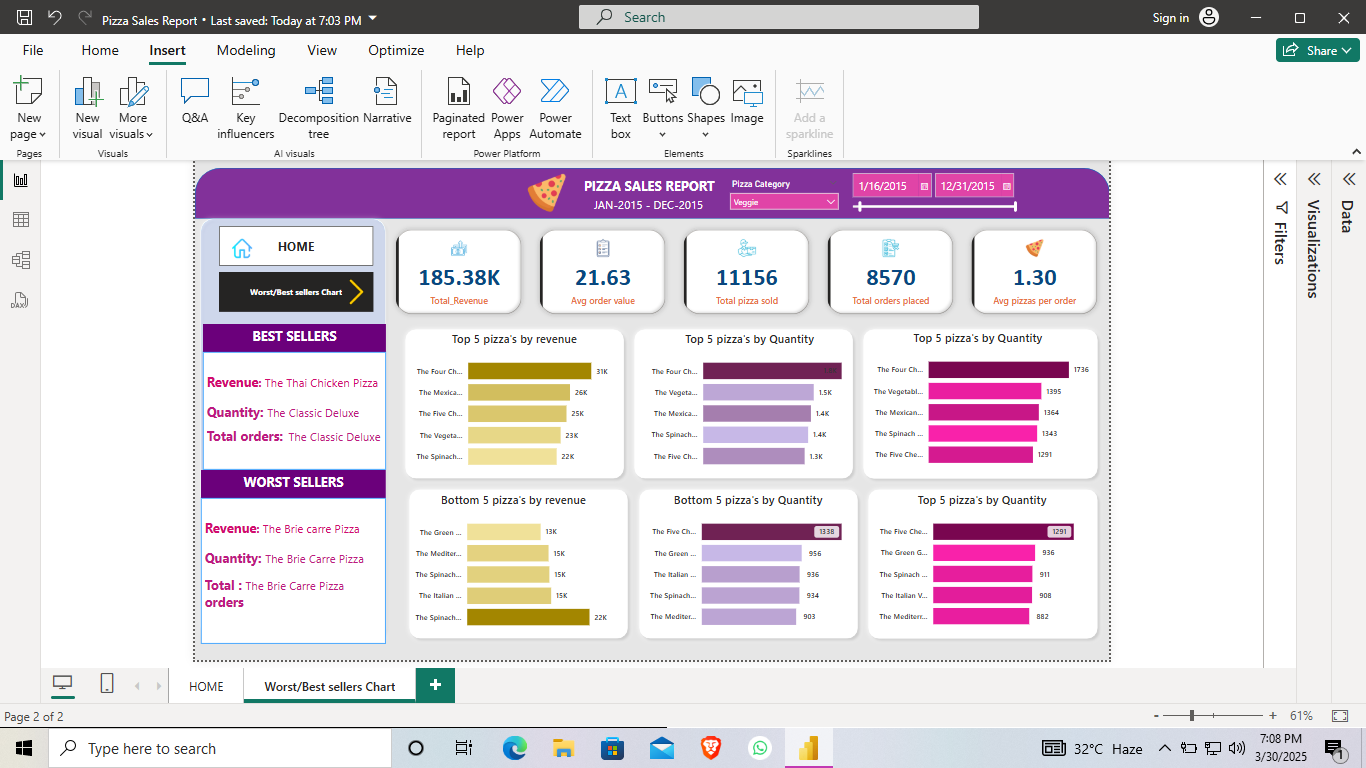 Pizza Sales Report • Last saved: Today at 7:03 PM
Search
Sign in
File Home Insert Modeling View Optimize Help
Share
New page
New visual
More visuals
Q&A
Key influencers
Decomposition tree
Narrative
Paginated report
Power Apps
Power Automate
Text box
Buttons
Shapes
Image
Add a sparkline
Pages
Visuals
AI visuals
Power Platform
Elements
Sparklines
PIZZA SALES REPORT
JAN-2015 - DEC-2015
Pizza Category
Veggie
1/16/2015
12/31/2015
Filters
Visualizations
Data
HOME
Worst/Best sellers Chart
185.38K
Total_Revenue
21.63
Avg order value
11156
Total pizza sold
8570
Total orders placed
1.30
Avg pizzas per order
BEST SELLERS
Revenue: The Thai Chicken Pizza
Quantity: The Classic Deluxe
Total orders: The Classic Deluxe
WORST SELLERS
Revenue: The Brie carre Pizza
Quantity: The Brie Carre Pizza
Total : The Brie Carre Pizza
orders
Top 5 pizza's by revenue
The Four Ch... 31K
The Mexica... 26K
The Five Ch... 25K
The Vegeta... 23K
The Spinach... 22K
Top 5 pizza's by Quantity
The Four Ch...
The Vegeta... 1.5K
The Mexica... 1.4K
The Spinach... 1.4K
The Five Ch... 1.3K
Top 5 pizza's by Quantity
The Four Ch... 1736
The Vegetabl... 1395
The Mexican... 1364
The Spinach ... 1343
The Five Che... 1291
Bottom 5 pizza's by revenue
The Green ... 13K
The Mediter... 15K
The Spinach... 15K
The Italian ... 15K
The Spinach... 22K
Bottom 5 pizza's by Quantity
The Five Ch... 1338
The Green ... 956
The Italian ... 936
The Spinach... 934
The Mediter... 903
Top 5 pizza's by Quantity
The Five Che... 1291
The Green G... 936
The Spinach ... 911
The Italian V... 908
The Mediterr... 882
HOME
Worst/Best sellers Chart
+
Page 2 of 2
- + 61%
Type here to search
32°C Haze
7:08 PM
3/30/2025
1